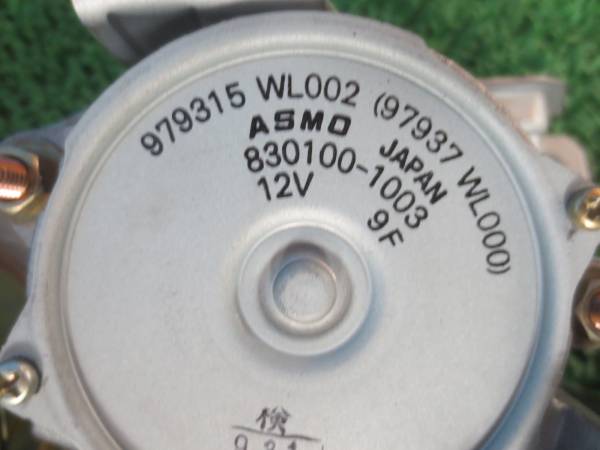 979315 WL002 (97937 WL000)
ASMO JAPAN
830100-1003
12V 9F
検